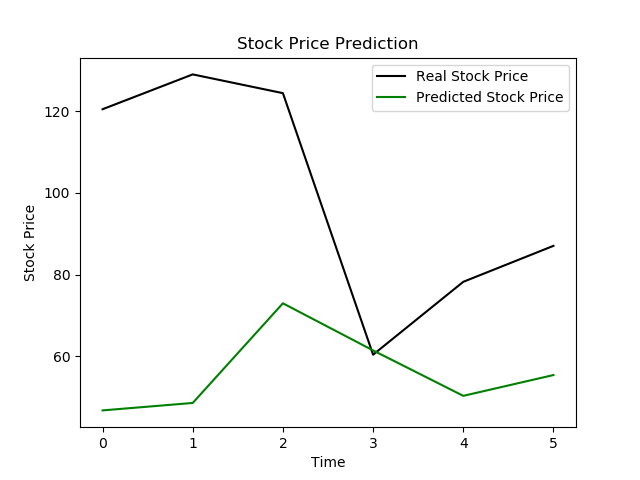 Stock Price Prediction
Real Stock Price
Predicted Stock Price
120
100
80
60
Stock Price
0 1 2 3 4 5
Time